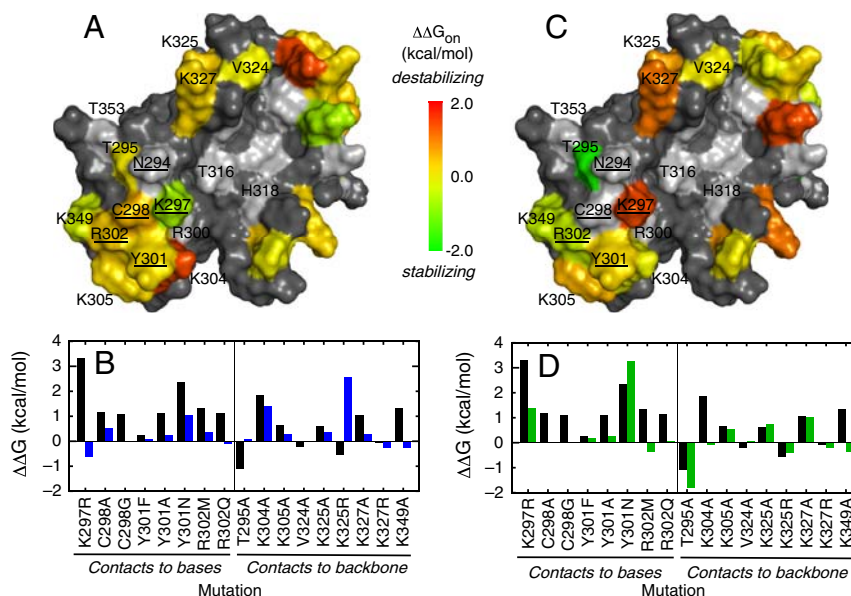 A
K325
K327
V324
T353
T295
N294
T316
C298
K297
H318
K349
R302
R300
Y301
K304
K305
ΔΔGon
(kcal/mol)
destabilizing
2.0
0.0
-2.0
stabilizing
C
K325
K327
V324
T353
T295
N294
T316
C298
K297
H318
K349
R302
R300
Y301
K304
K305
B
ΔΔG (kcal/mol)
4
3
2
1
0
−1
−2
K297R
C298A
C298G
Y301F
Y301A
Y301N
R302M
R302Q
T295A
K304A
K305A
V324A
K325A
K325R
K327A
K327R
K349A
Contacts to bases
Contacts to backbone
Mutation
D
ΔΔG (kcal/mol)
4
3
2
1
0
−1
−2
K297R
C298A
C298G
Y301F
Y301A
Y301N
R302M
R302Q
T295A
K304A
K305A
V324A
K325A
K325R
K327A
K327R
K349A
Contacts to bases
Contacts to backbone
Mutation